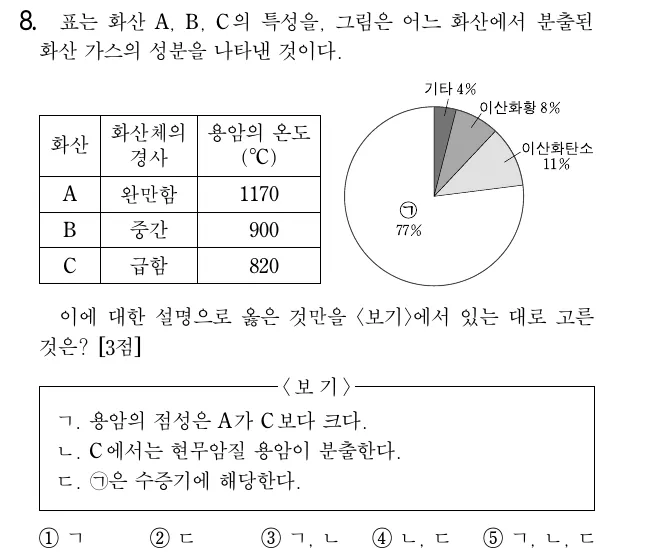 8. 표는 화산 A, B, C의 특성을, 그림은 어느 화산에서 분출된
화산 가스의 성분을 나타낸 것이다.
화산 화산체의 경사 용암의 온도 (℃)
A 완만함 1170
B 중간 900
C 급함 820
기타 4%
이산화황 8%
이산화탄소 11%
㉠ 77%
이에 대한 설명으로 옳은 것만을 〈보기〉에서 있는 대로 고른
것은? [3점]
〈보 기〉
ㄱ. 용암의 점성은 A가 C보다 크다.
ㄴ. C에서는 현무암질 용암이 분출한다.
ㄷ. ㉠은 수증기에 해당한다.
① ㄱ ② ㄷ ③ ㄱ, ㄴ ④ ㄴ, ㄷ ⑤ ㄱ, ㄴ, ㄷ